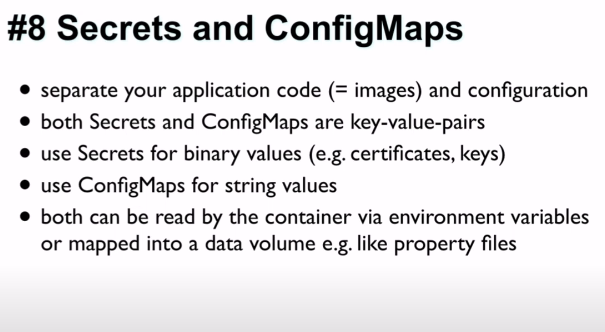 #8 Secrets and ConfigMaps
• separate your application code (= images) and configuration
• both Secrets and ConfigMaps are key-value-pairs
• use Secrets for binary values (e.g. certificates, keys)
• use ConfigMaps for string values
• both can be read by the container via environment variables
or mapped into a data volume e.g. like property files